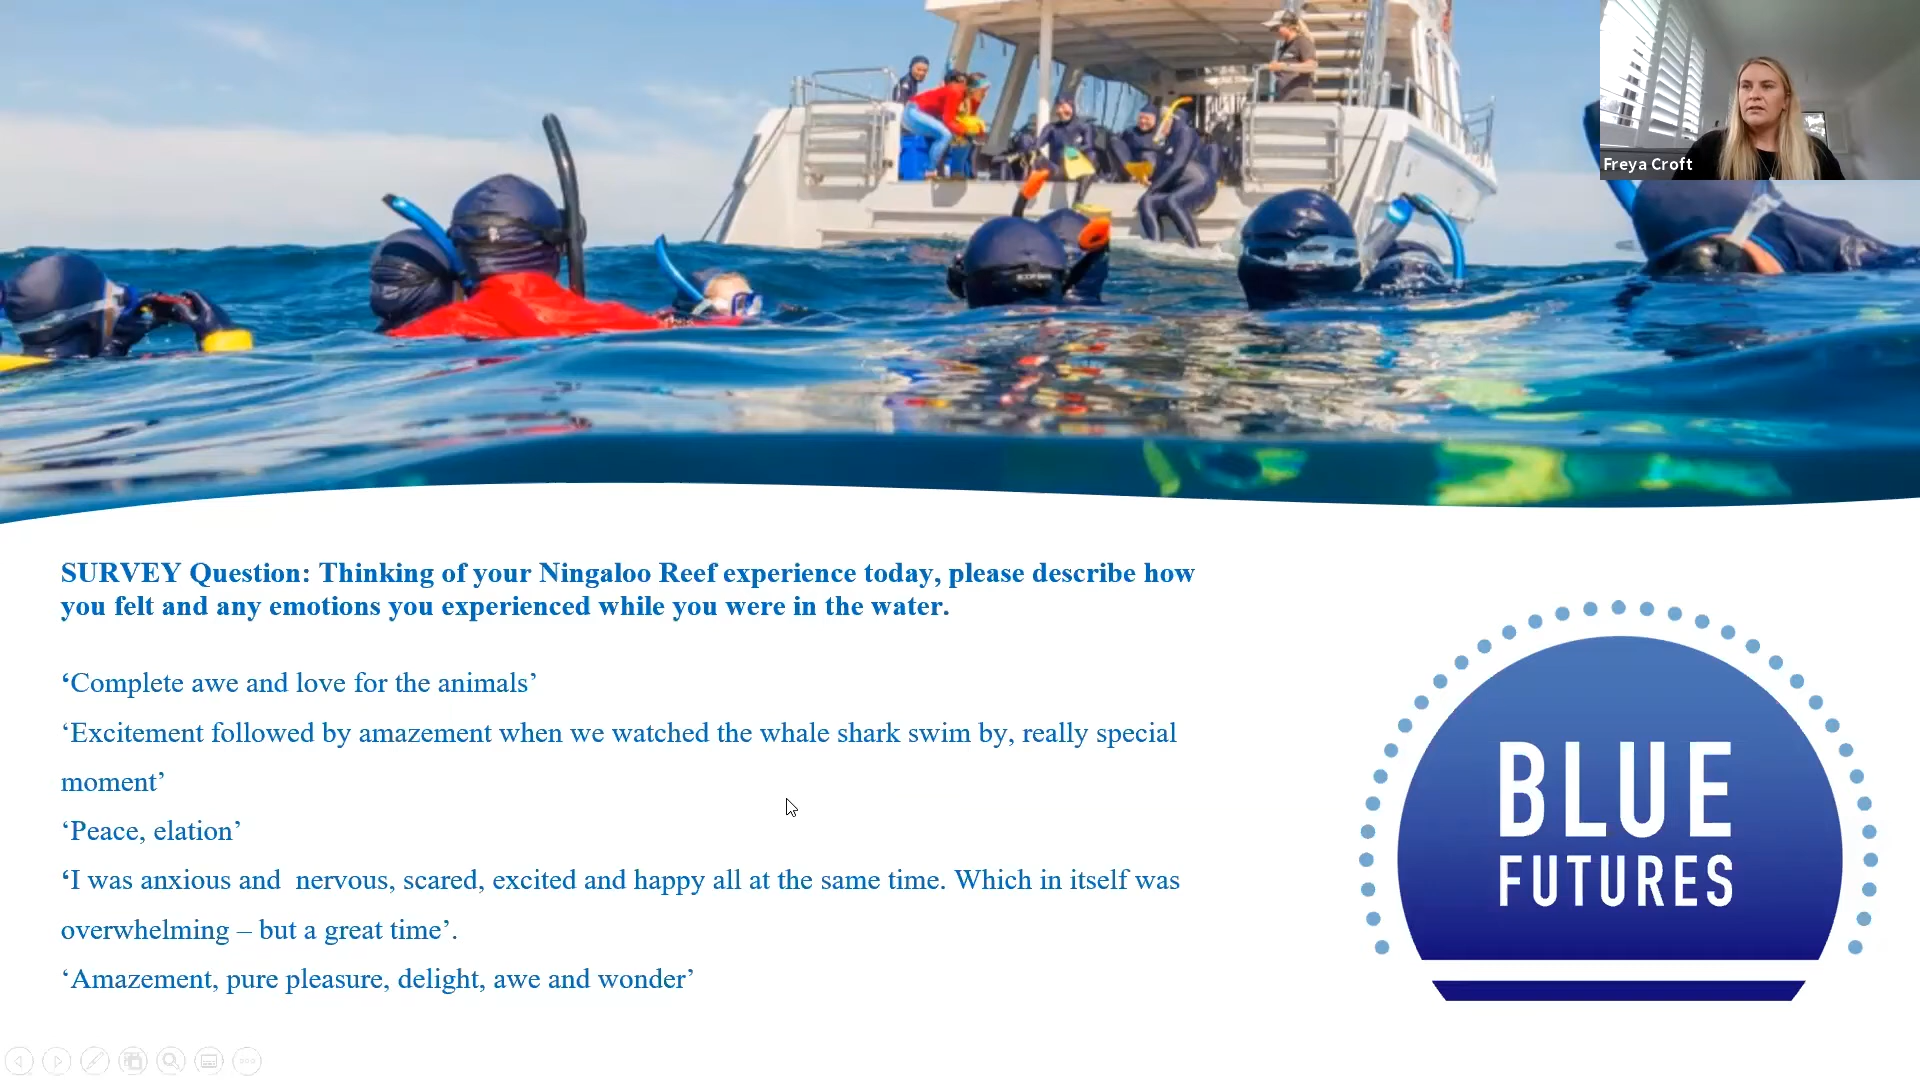 Freya Croft
SURVEY Question: Thinking of your Ningaloo Reef experience today, please describe how
you felt and any emotions you experienced while you were in the water.
‘Complete awe and love for the animals’
‘Excitement followed by amazement when we watched the whale shark swim by, really special
moment’
‘Peace, elation’
‘I was anxious and  nervous, scared, excited and happy all at the same time. Which in itself was
overwhelming – but a great time’.
‘Amazement, pure pleasure, delight, awe and wonder’
BLUE
FUTURES